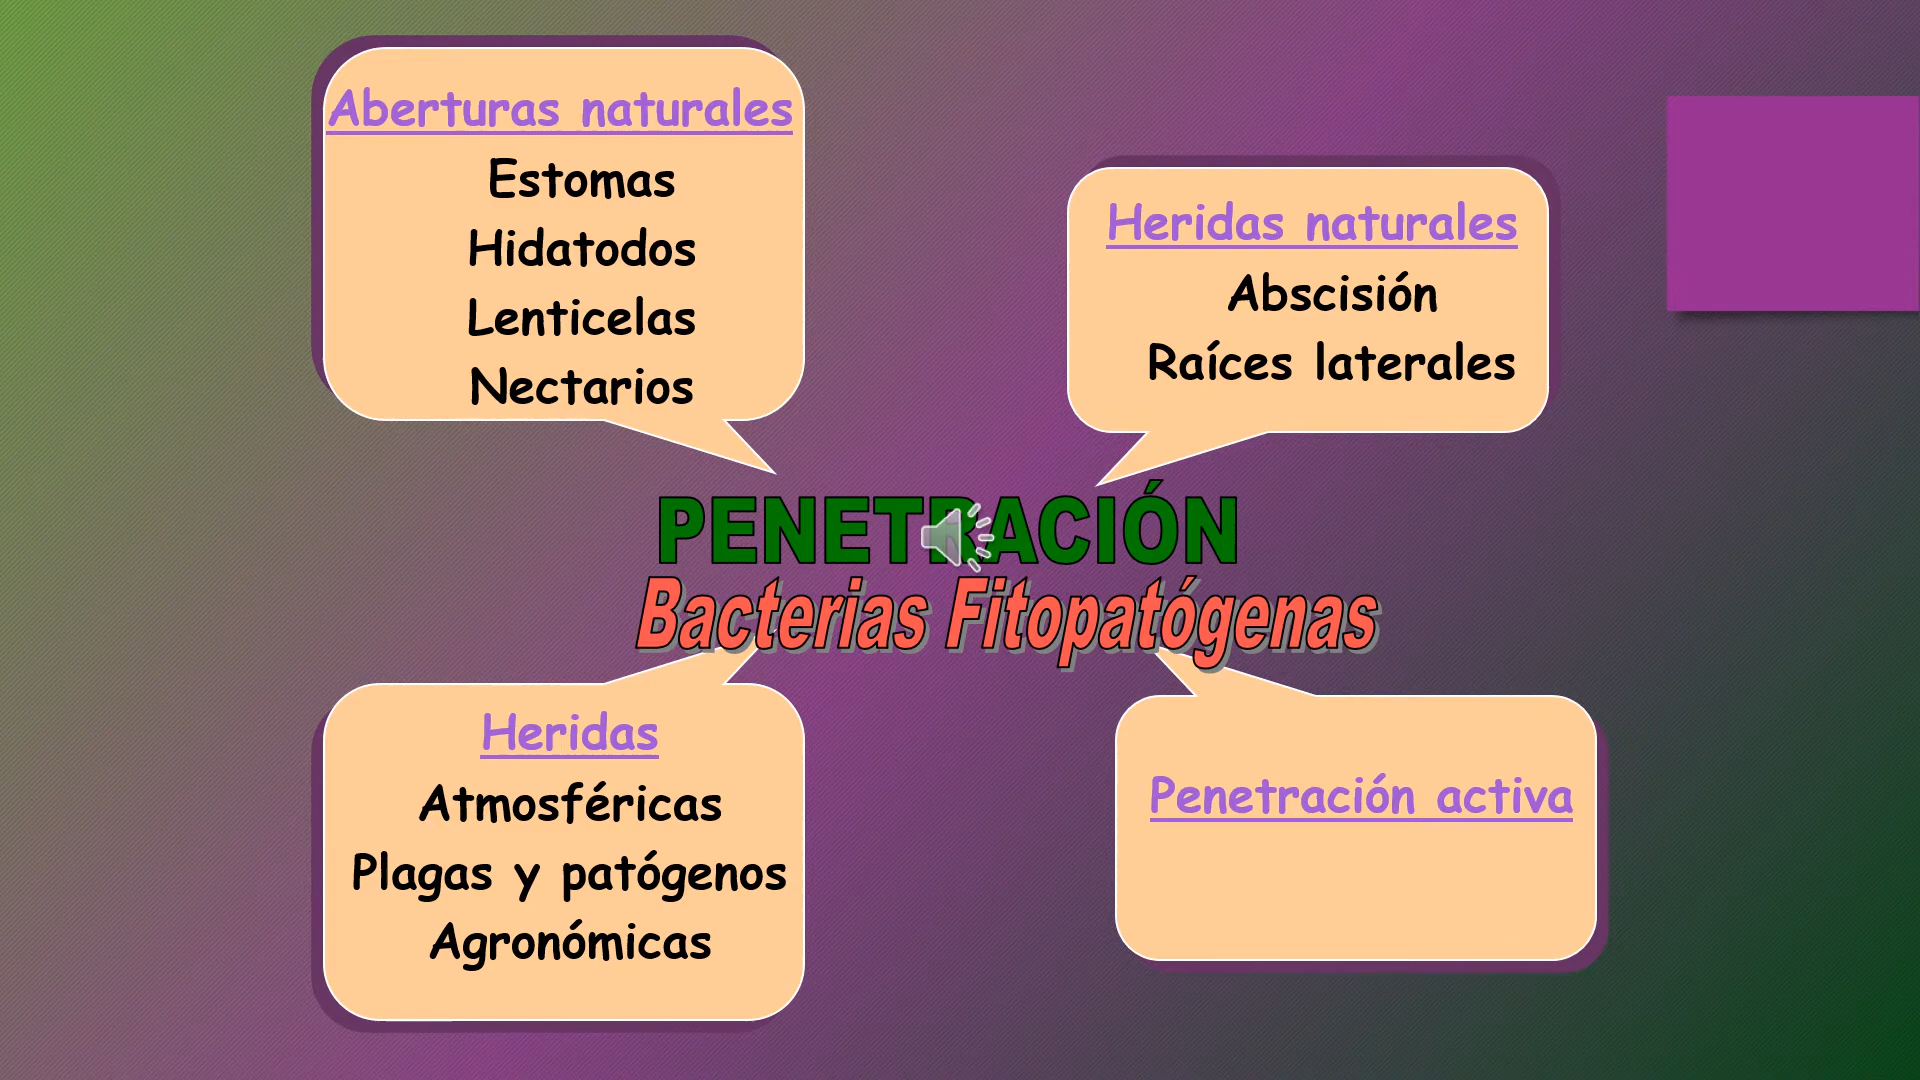 Aberturas naturales
Estomas
Hidatodos
Lenticelas
Nectarios
Heridas naturales
Abscisión
Raíces laterales
PENETRACIÓN
Bacterias Fitopatógenas
Heridas
Atmosféricas
Plagas y patógenos
Agronómicas
Penetración activa